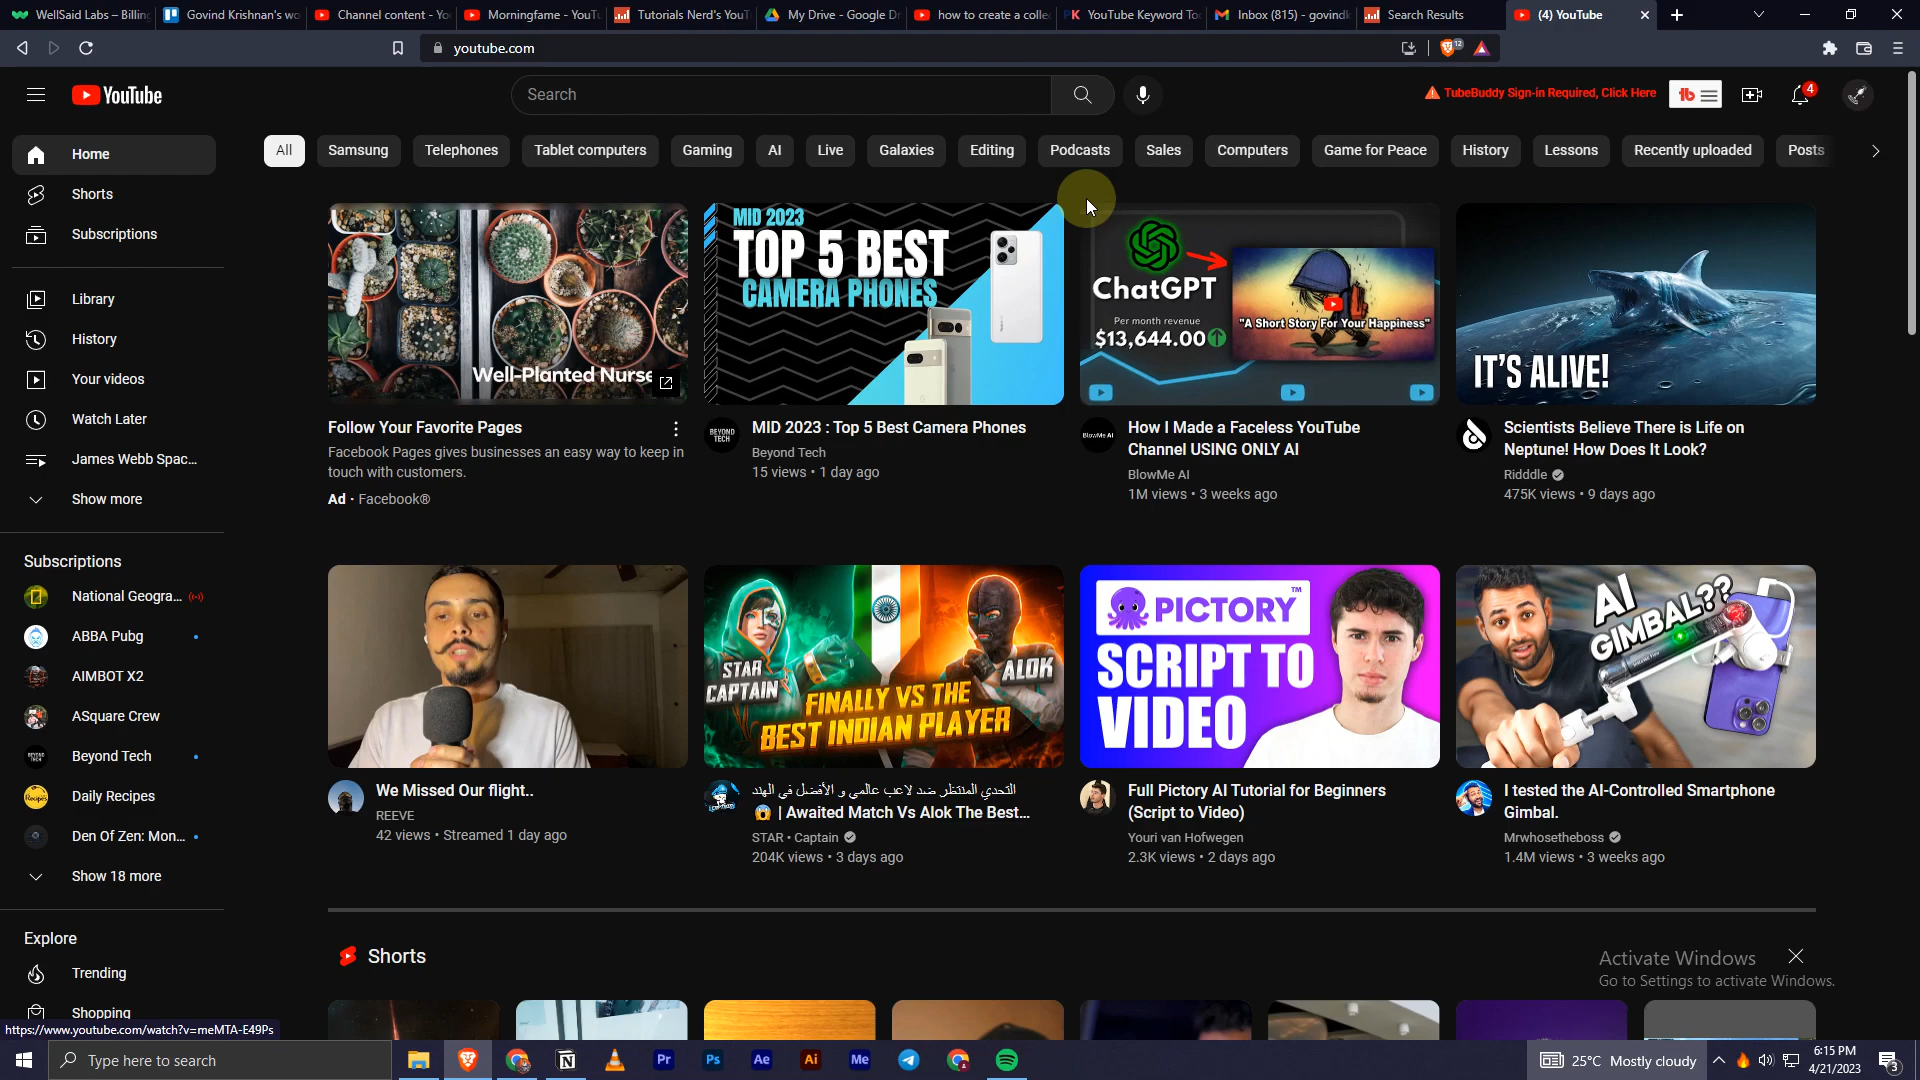 WellSaid Labs – Billing
Govind Krishnan's wo
Channel content - Yo
Morningfame - YouTu
Tutorials Nerd's YouT
My Drive - Google Dr
how to create a collec
YouTube Keyword To
Inbox (815) - govindk
Search Results
(4) YouTube
youtube.com
12
YouTube
Search
TubeBuddy Sign-in Required, Click Here
tb
4
Home
Shorts
Subscriptions
Library
History
Your videos
Watch Later
James Webb Spac...
Show more
Subscriptions
National Geogra...
ABBA Pubg
AIMBOT X2
ASquare Crew
Beyond Tech
Daily Recipes
Den Of Zen: Mon...
Show 18 more
Explore
Trending
Shopping
https://www.youtube.com/watch?v=meMTA-E49Ps
All
Samsung
Telephones
Tablet computers
Gaming
AI
Live
Galaxies
Editing
Podcasts
Sales
Computers
Game for Peace
History
Lessons
Recently uploaded
Posts
Well-Planted Nurse
Follow Your Favorite Pages
Facebook Pages gives businesses an easy way to keep in
touch with customers.
Ad • Facebook®
MID 2023
TOP 5 BEST
CAMERA PHONES
BEYOND
TECH
MID 2023 : Top 5 Best Camera Phones
Beyond Tech
15 views • 1 day ago
ChatGPT
Per month revenue
$13,644.00
"A Short Story For Your Happiness"
BlowMe AI
How I Made a Faceless YouTube
Channel USING ONLY AI
BlowMe AI
1M views • 3 weeks ago
IT'S ALIVE!
Scientists Believe There is Life on
Neptune! How Does It Look?
Ridddle
475K views • 9 days ago
We Missed Our flight..
REEVE
42 views • Streamed 1 day ago
STAR
CAPTAIN
ALOK
FINALLY VS THE
BEST INDIAN PLAYER
التحدي المنتظر ضد لاعب عالمي و الأفضل في الهند
😱 | Awaited Match Vs Alok The Best...
STAR • Captain
204K views • 3 days ago
PICTORY™
SCRIPT TO
VIDEO
Full Pictory AI Tutorial for Beginners
(Script to Video)
Youri van Hofwegen
2.3K views • 2 days ago
AI
GIMBAL??
I tested the AI-Controlled Smartphone
Gimbal.
Mrwhosetheboss
1.4M views • 3 weeks ago
Shorts
Activate Windows
Go to Settings to activate Windows.
Type here to search
Pr
Ps
Ae
Ai
Me
25°C Mostly cloudy
6:15 PM
4/21/2023
3